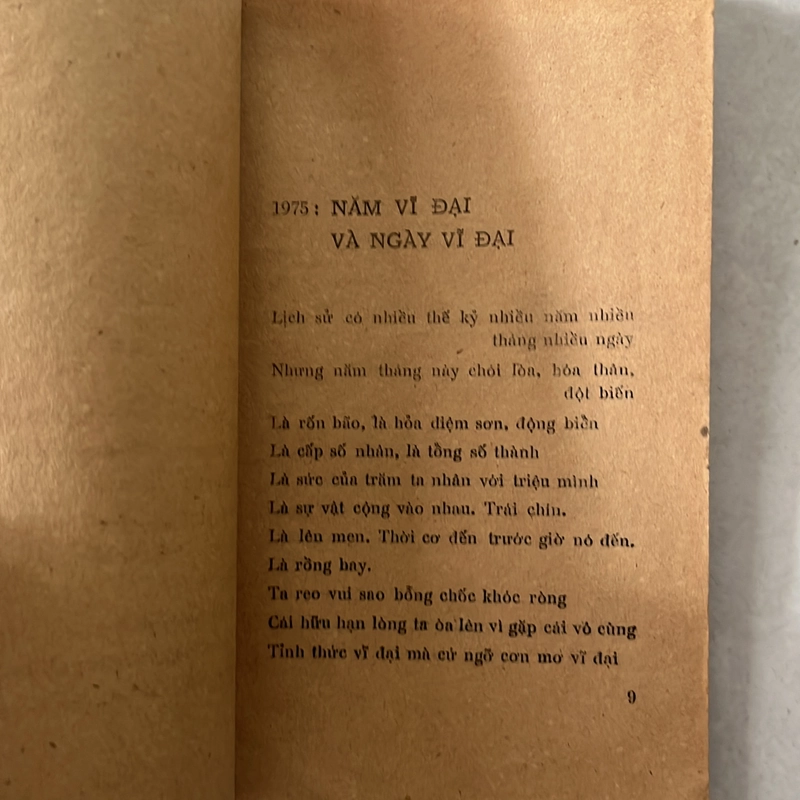 1975: NĂM VĨ ĐẠI
VÀ NGÀY VĨ ĐẠI
Lịch sử có nhiều thế kỷ nhiều năm nhiều
tháng nhiều ngày
Nhưng năm tháng này chói lòa, hóa thân,
đột biến
Là rốn bão, là hỏa diệm sơn, động biển
Là cấp số nhân, là tổng số thành
Là sức của trăm ta nhân với triệu mình
Là sự vật cộng vào nhau. Trái chín.
Là lên men. Thời cơ đến trước giờ nó đến.
Là rồng bay.
Ta reo vui sao bỗng chốc khóc ròng
Cái hữu hạn lòng ta òa lên vì gặp cái vô cùng
Tỉnh thức vĩ đại mà cứ ngỡ cơn mơ vĩ đại
9